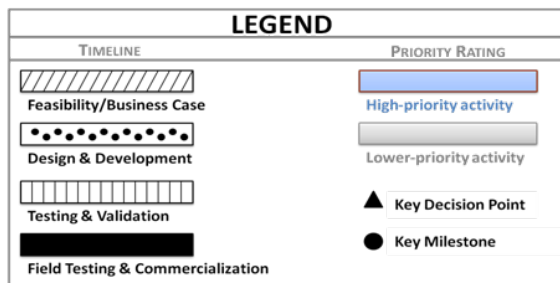 LEGEND
TIMELINE
PRIORITY RATING
Feasibility/Business Case
High-priority activity
Design & Development
Lower-priority activity
Testing & Validation
Key Decision Point
Key Milestone
Field Testing & Commercialization